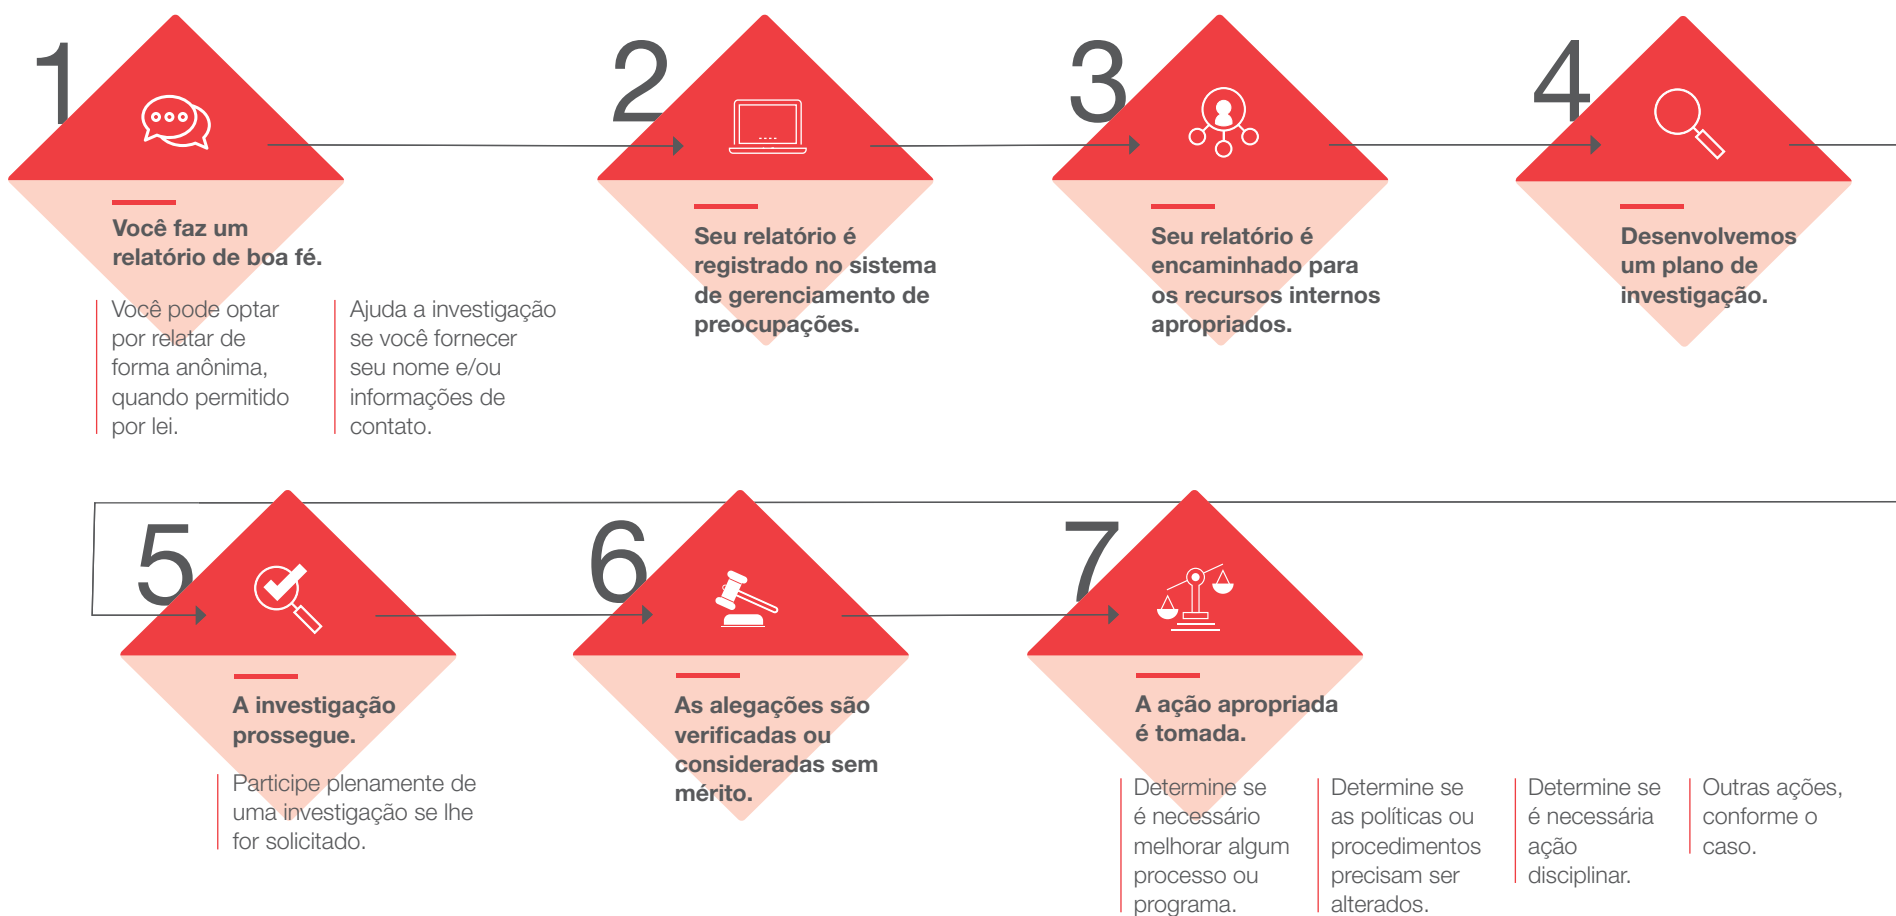 1
Você faz um
relatório de boa fé.
Você pode optar
por relatar de
forma anônima,
quando permitido
por lei.
Ajuda a investigação
se você fornecer
seu nome e/ou
informações de
contato.
2
Seu relatório é
registrado no sistema
de gerenciamento de
preocupações.
3
Seu relatório é
encaminhado para
os recursos internos
apropriados.
4
Desenvolvemos
um plano de
investigação.
5
A investigação
prossegue.
Participe plenamente de
uma investigação se lhe
for solicitado.
6
As alegações são
verificadas ou
consideradas sem
mérito.
7
A ação apropriada
é tomada.
Determine se
é necessário
melhorar algum
processo ou
programa.
Determine se
as políticas ou
procedimentos
precisam ser
alterados.
Determine se
é necessária
ação
disciplinar.
Outras ações,
conforme o
caso.